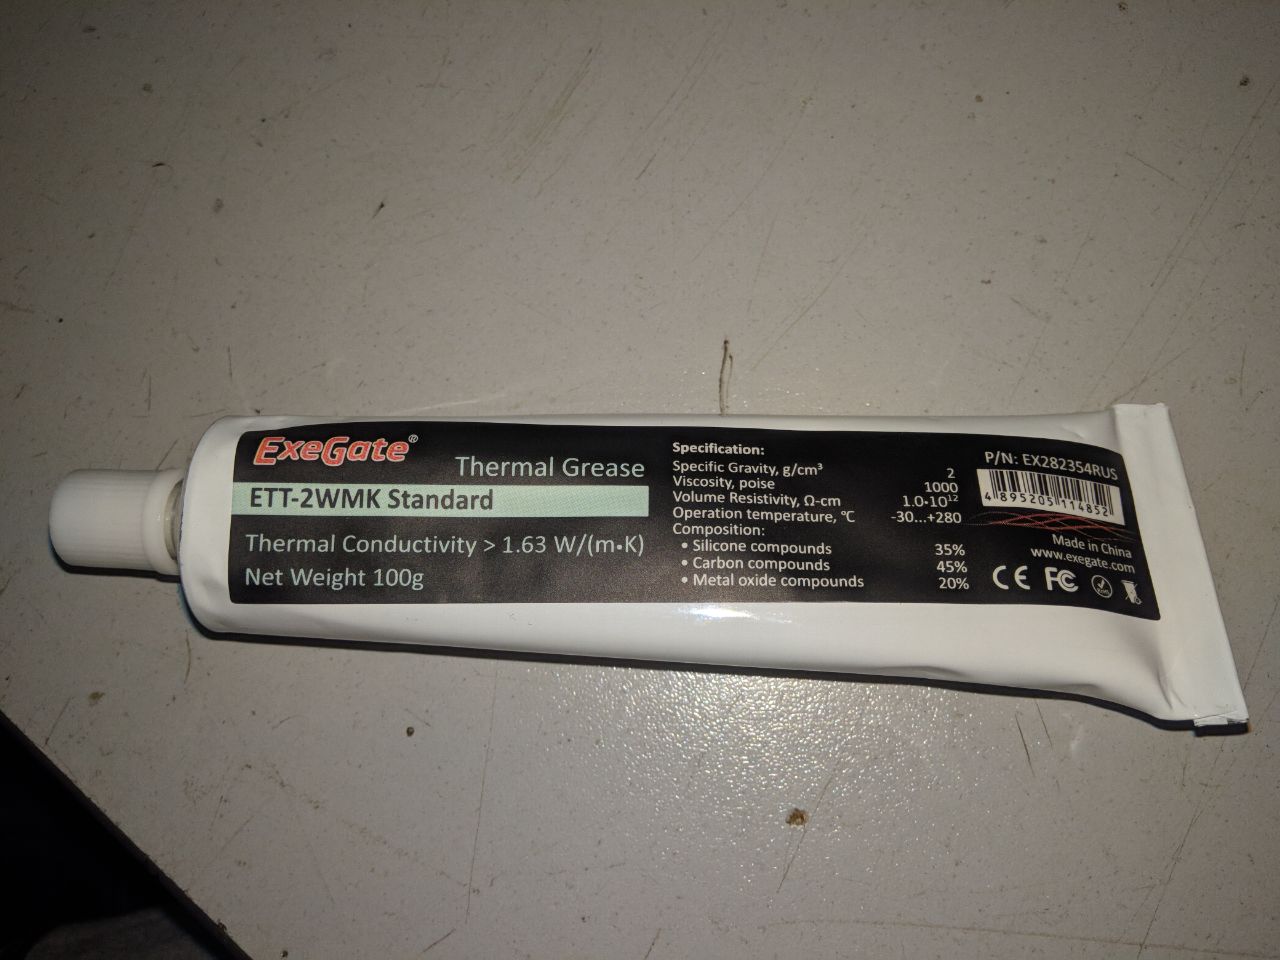 ExeGate®
Thermal Grease
ETT-2WMK Standard
Thermal Conductivity > 1.63 W/(m•K)
Net Weight 100g
Specification:
Specific Gravity, g/cm³ 2
Viscosity, poise 1000
Volume Resistivity, Ω-cm 1.0·10¹²
Operation temperature, °C -30...+280
Composition:
• Silicone compounds 35%
• Carbon compounds 45%
• Metal oxide compounds 20%
P/N: EX282354RUS
4 895205 114852
Made in China
www.exegate.com
CE FC